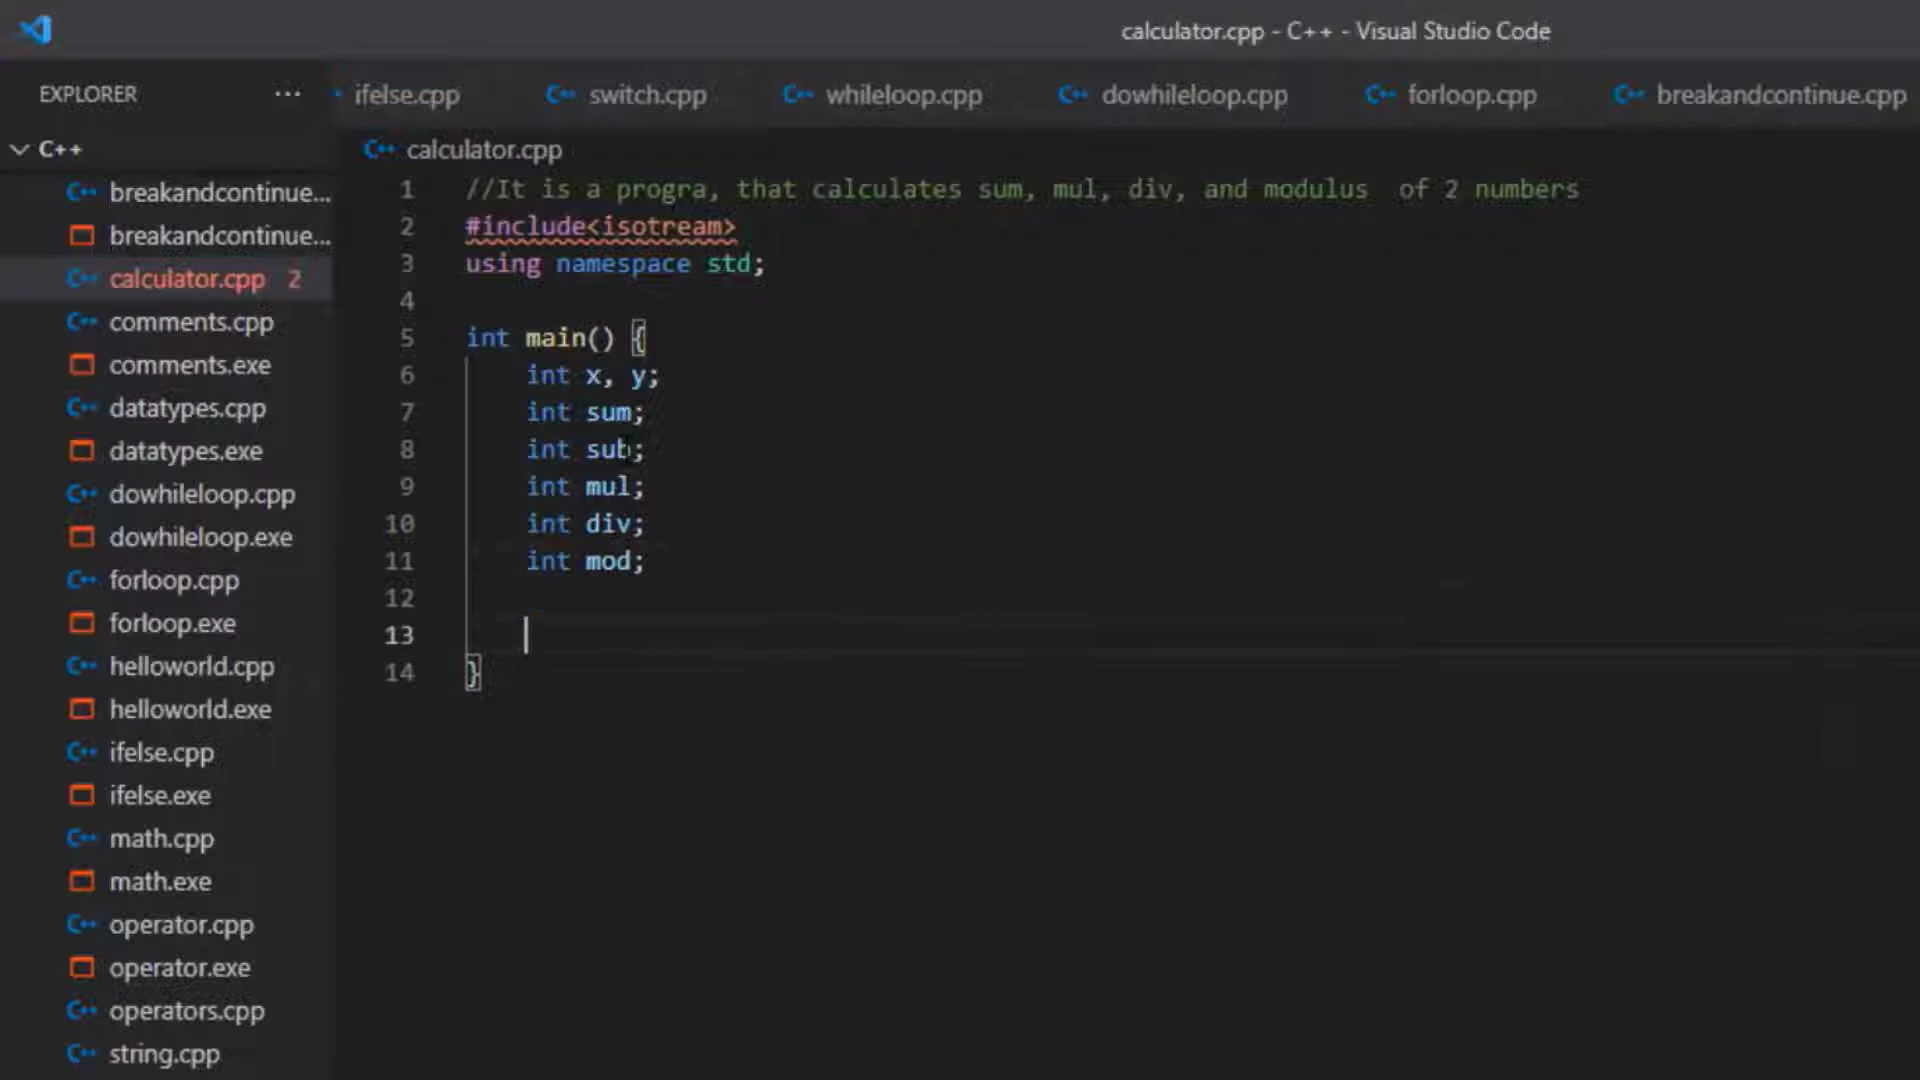 calculator.cpp - C++ - Visual Studio Code
EXPLORER ...
ifelse.cpp
switch.cpp
whileloop.cpp
dowhileloop.cpp
forloop.cpp
breakandcontinue.cpp
C++
breakandcontinue...
breakandcontinue...
calculator.cpp 2
comments.cpp
comments.exe
datatypes.cpp
datatypes.exe
dowhileloop.cpp
dowhileloop.exe
forloop.cpp
forloop.exe
helloworld.cpp
helloworld.exe
ifelse.cpp
ifelse.exe
math.cpp
math.exe
operator.cpp
operator.exe
operators.cpp
string.cpp
calculator.cpp
1 //It is a progra, that calculates sum, mul, div, and modulus  of 2 numbers
2 #include<isotream>
3 using namespace std;
4
5 int main() {
6     int x, y;
7     int sum;
8     int sub;
9     int mul;
10     int div;
11     int mod;
12
13
14 }